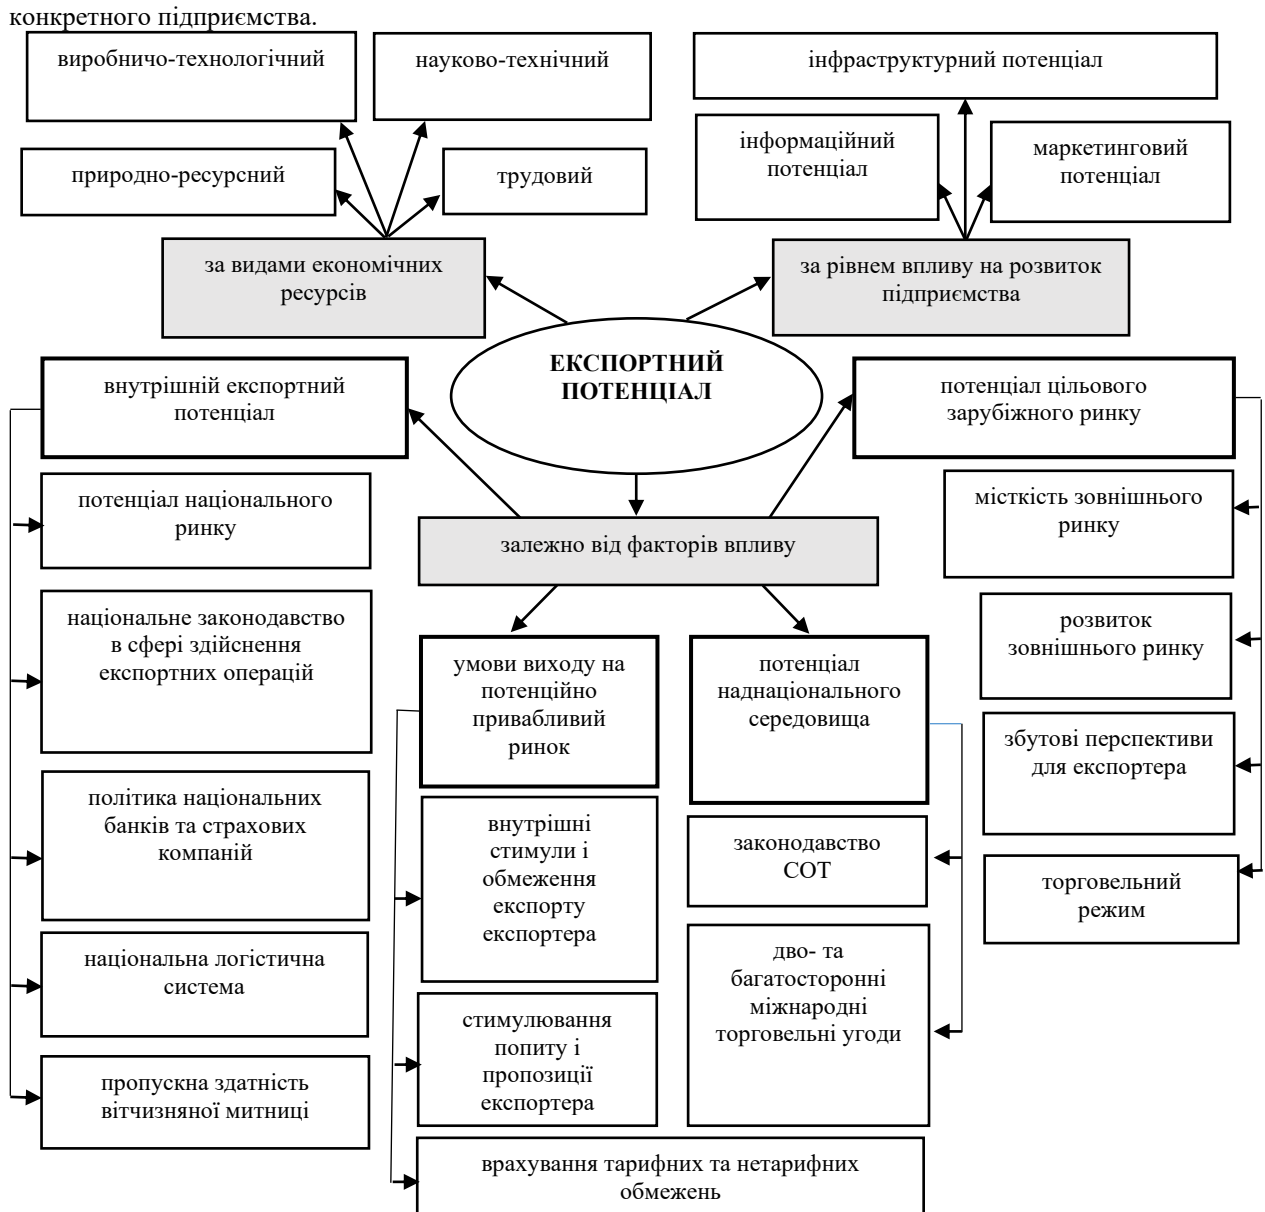 конкретного підприємства.
виробничо-технологічний
науково-технічний
інфраструктурний потенціал
природно-ресурсний
трудовий
інформаційний
потенціал
маркетинговий
потенціал
за видами економічних
ресурсів
за рівнем впливу на розвиток
підприємства
ЕКСПОРТНИЙ
ПОТЕНЦІАЛ
внутрішній експортний
потенціал
потенціал цільового
зарубіжного ринку
залежно від факторів впливу
потенціал національного
ринку
національне законодавство
в сфері здійснення
експортних операцій
політика національних
банків та страхових
компаній
національна логістична
система
пропускна здатність
вітчизняної митниці
умови виходу на
потенційно
привабливий
ринок
внутрішні
стимули і
обмеження
експорту
експортера
стимулювання
попиту і
пропозиції
експортера
врахування тарифних та нетарифних
обмежень
потенціал
наднаціонального
середовища
законодавство
СОТ
дво- та
багатосторонні
міжнародні
торговельні угоди
місткість зовнішнього
ринку
розвиток
зовнішнього ринку
збутові перспективи
для експортера
торговельний
режим